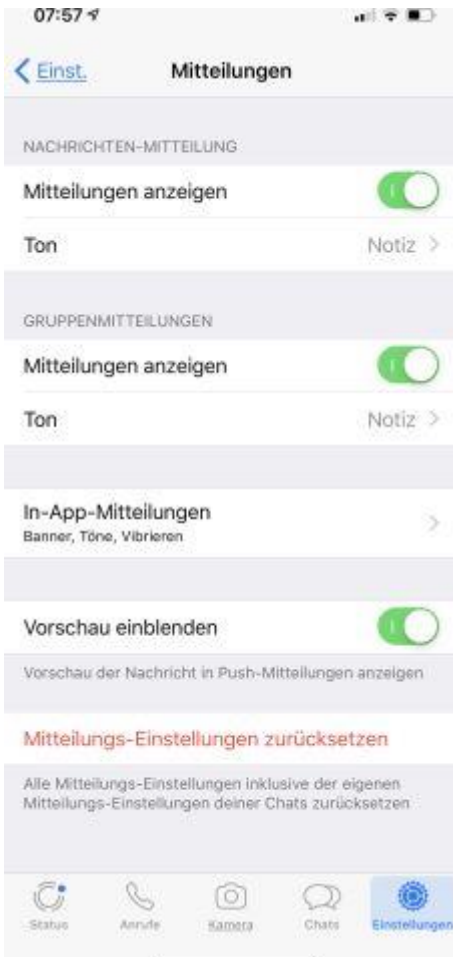 07:57
Einst.
Mitteilungen
NACHRICHTEN-MITTEILUNG
Mitteilungen anzeigen
Ton
Notiz
GRUPPENMITTEILUNGEN
Mitteilungen anzeigen
Ton
Notiz
In-App-Mitteilungen
Banner, Töne, Vibrieren
Vorschau einblenden
Vorschau der Nachricht in Push-Mitteilungen anzeigen
Mitteilungs-Einstellungen zurücksetzen
Alle Mitteilungs-Einstellungen inklusive der eigenen
Mitteilungs-Einstellungen deiner Chats zurücksetzen
Status
Anrufe
Kamera
Chats
Einstellungen